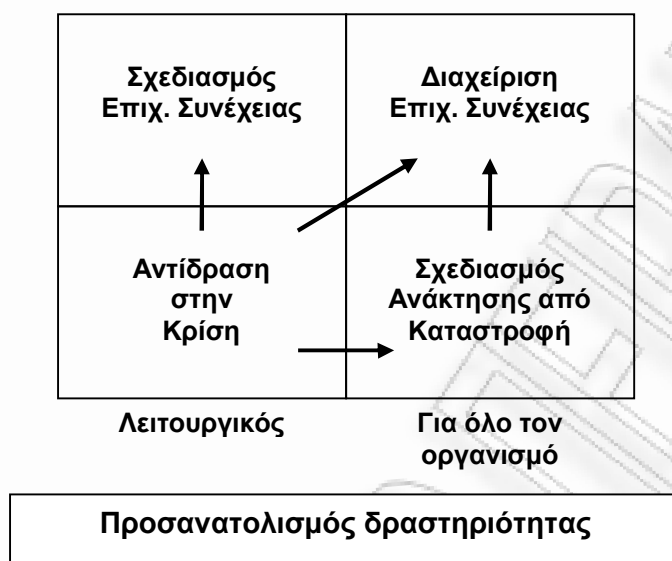 Σχεδιασμός
Επιχ. Συνέχειας
Διαχείριση
Επιχ. Συνέχειας
Αντίδραση
στην
Κρίση
Σχεδιασμός
Ανάκτησης από
Καταστροφή
Λειτουργικός
Για όλο τον
οργανισμό
Προσανατολισμός δραστηριότητας